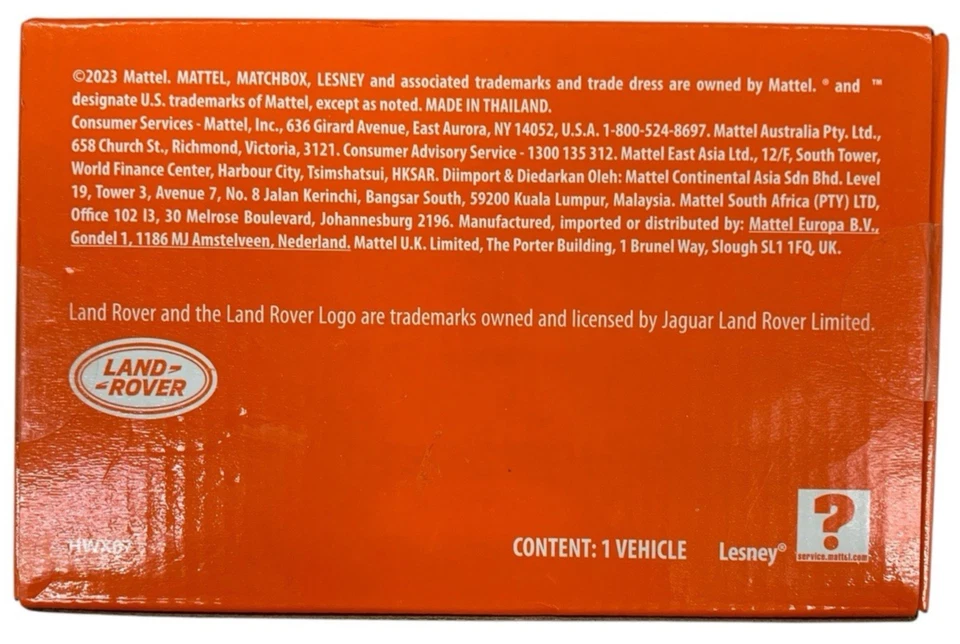 ©2023 Mattel. MATTEL, MATCHBOX, LESNEY and associated trademarks and trade dress are owned by Mattel. ® and ™
designate U.S. trademarks of Mattel, except as noted. MADE IN THAILAND.
Consumer Services - Mattel, Inc., 636 Girard Avenue, East Aurora, NY 14052, U.S.A. 1-800-524-8697. Mattel Australia Pty. Ltd.,
658 Church St., Richmond, Victoria, 3121. Consumer Advisory Service - 1300 135 312. Mattel East Asia Ltd., 12/F, South Tower,
World Finance Center, Harbour City, Tsimshatsui, HKSAR. Diimport & Diedarkan Oleh: Mattel Continental Asia Sdn Bhd. Level
19, Tower 3, Avenue 7, No. 8 Jalan Kerinchi, Bangsar South, 59200 Kuala Lumpur, Malaysia. Mattel South Africa (PTY) LTD,
Office 102 I3, 30 Melrose Boulevard, Johannesburg 2196. Manufactured, imported or distributed by: Mattel Europa B.V.,
Gondel 1, 1186 MJ Amstelveen, Nederland. Mattel U.K. Limited, The Porter Building, 1 Brunel Way, Slough SL1 1FQ, UK.
Land Rover and the Land Rover Logo are trademarks owned and licensed by Jaguar Land Rover Limited.
LAND
ROVER
?
service.mattel.com
HWX67
CONTENT: 1 VEHICLE Lesney®